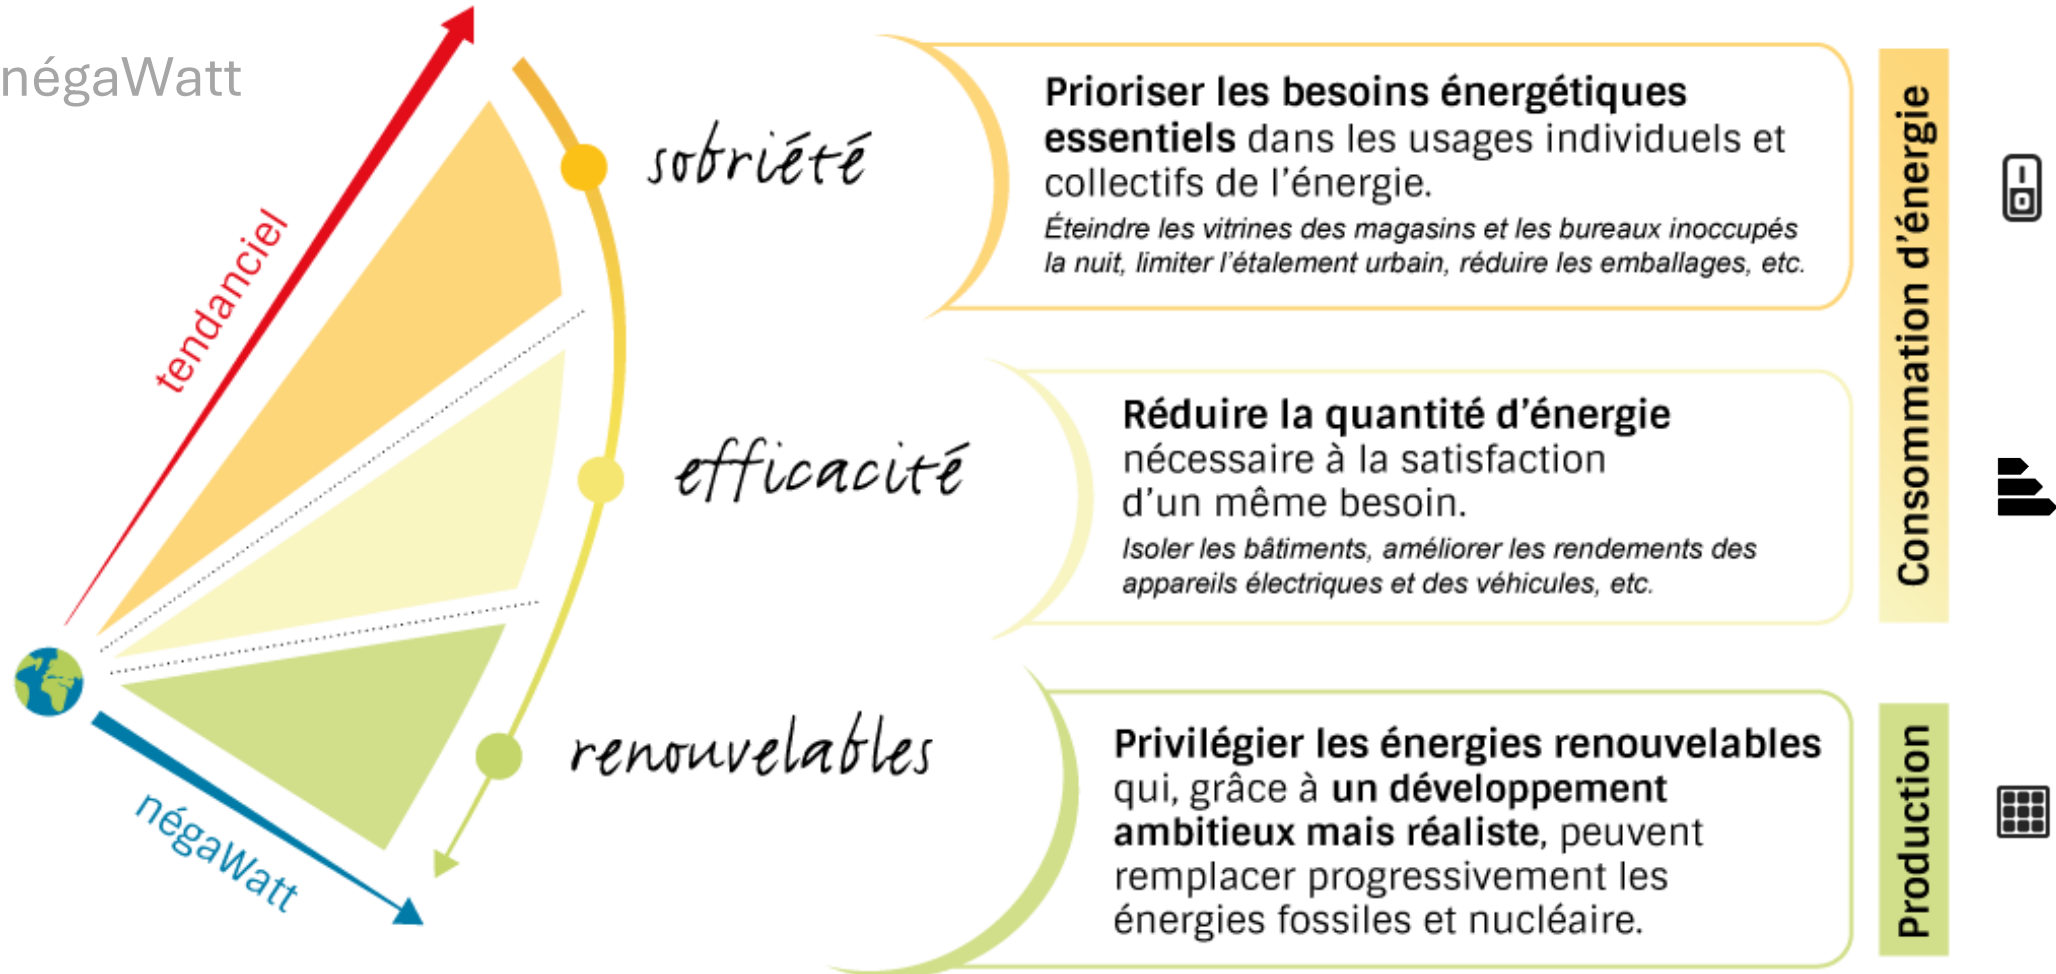 négaWatt
tendanciel
négaWatt
sobriété
Prioriser les besoins énergétiques
essentiels dans les usages individuels et
collectifs de l’énergie.
Éteindre les vitrines des magasins et les bureaux inoccupés
la nuit, limiter l’étalement urbain, réduire les emballages, etc.
efficacité
Réduire la quantité d’énergie
nécessaire à la satisfaction
d’un même besoin.
Isoler les bâtiments, améliorer les rendements des
appareils électriques et des véhicules, etc.
Consommation d’énergie
renouvelables
Privilégier les énergies renouvelables
qui, grâce à un développement
ambitieux mais réaliste, peuvent
remplacer progressivement les
énergies fossiles et nucléaire.
Production